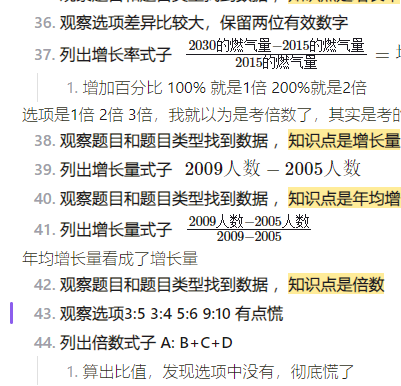 36. 观察选项差异比较大，保留两位有效数字
37. 列出增长率式子 2030的燃气量−2015的燃气量 / 2015的燃气量 =
1. 增加百分比 100% 就是1倍 200%就是2倍
选项是1倍 2倍 3倍，我就以为是考倍数了，其实是考的
38. 观察题目和题目类型找到数据 ，知识点是增长量
39. 列出增长量式子 2009人数 − 2005人数
40. 观察题目和题目类型找到数据 ，知识点是年均增
41. 列出增长量式子 2009人数−2005人数 / 2009−2005
年均增长量看成了增长量
42. 观察题目和题目类型找到数据 ，知识点是倍数
43. 观察选项3:5 3:4 5:6 9:10 有点慌
44. 列出倍数式子 A: B+C+D
1. 算出比值，发现选项中没有，彻底慌了